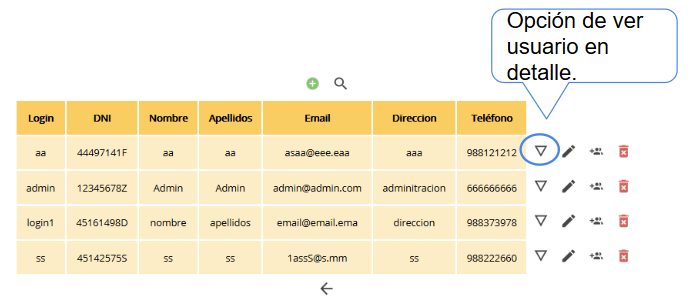 Opción de ver
usuario en
detalle.
Login DNI Nombre Apellidos Email Direccion Teléfono
aa 44497141F aa aa asaa@eee.eaa aaa 988121212
admin 12345678Z Admin Admin admin@admin.com adminitracion 666666666
login1 45161498D nombre apellidos email@email.ema direccion 988373978
ss 45142575S ss ss 1assS@s.mm ss 988222660